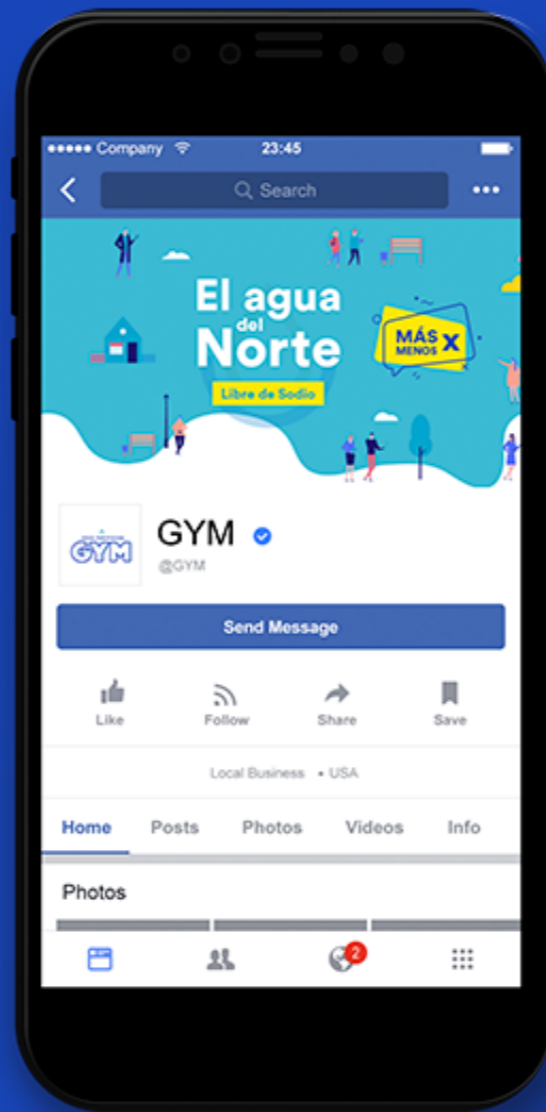 Company
23:45
Search
El agua
del
Norte
Libre de Sodio
MÁS
MENOS
X
GYM
GYM
@GYM
Send Message
Like
Follow
Share
Save
Local Business • USA
Home
Posts
Photos
Videos
Info
Photos
2